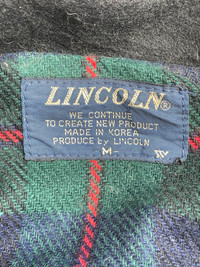 LINCOLN®
WE CONTINUE
TO CREATE NEW PRODUCT
MADE IN KOREA
PRODUCE by LINCOLN
M-